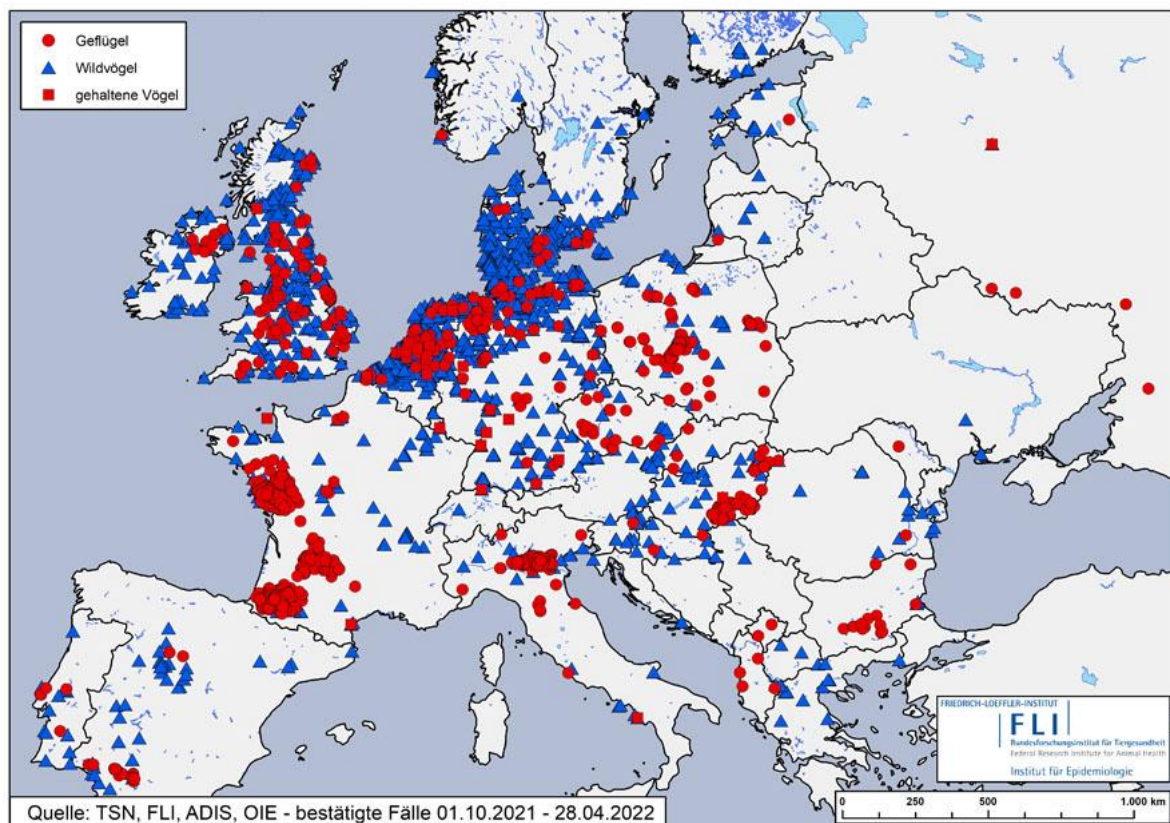 Geflügel
Wildvögel
gehaltene Vögel
FRIEDRICH-LOEFFLER-INSTITUT
FLI
Bundesforschungsinstitut für Tiergesundheit
Federal Research Institute for Animal Health
Institut für Epidemiologie
Quelle: TSN, FLI, ADIS, OIE - bestätigte Fälle 01.10.2021 - 28.04.2022
0 250 500 1.000 km